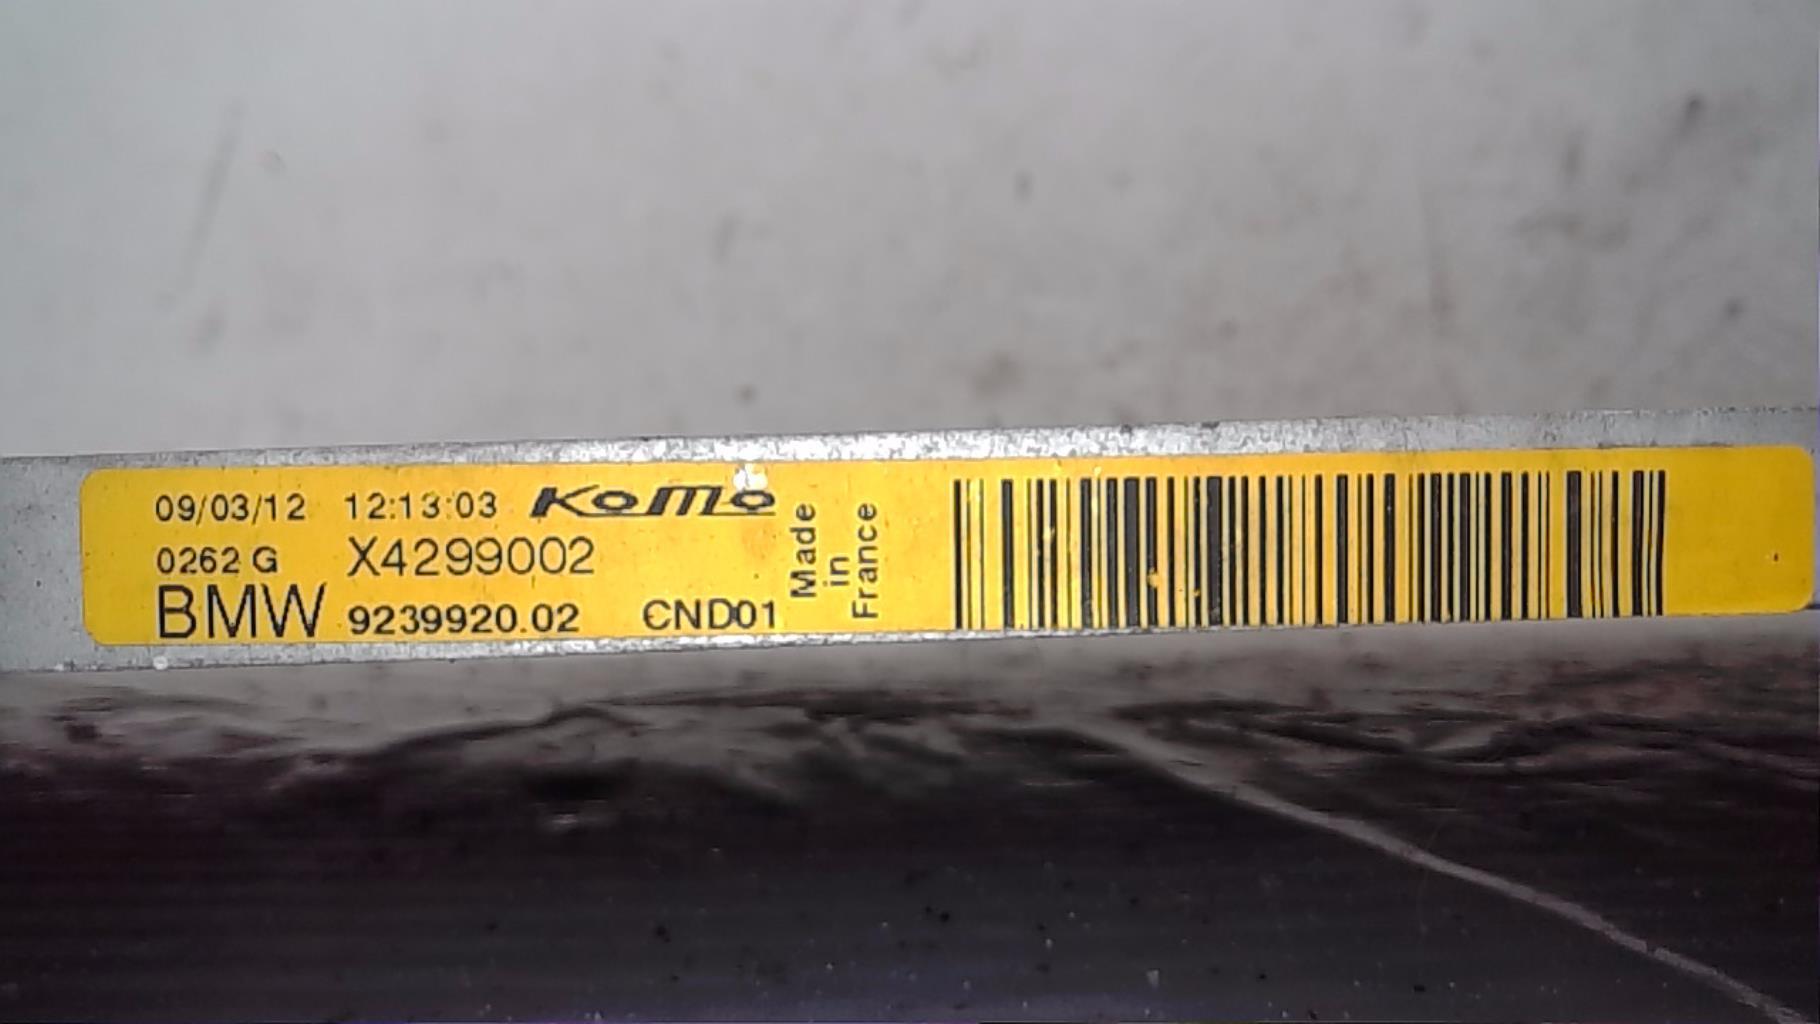 09/03/12 12:13:03 KoMo
0262 G X4299002
BMW 9239920.02 CND01
Made
in
France